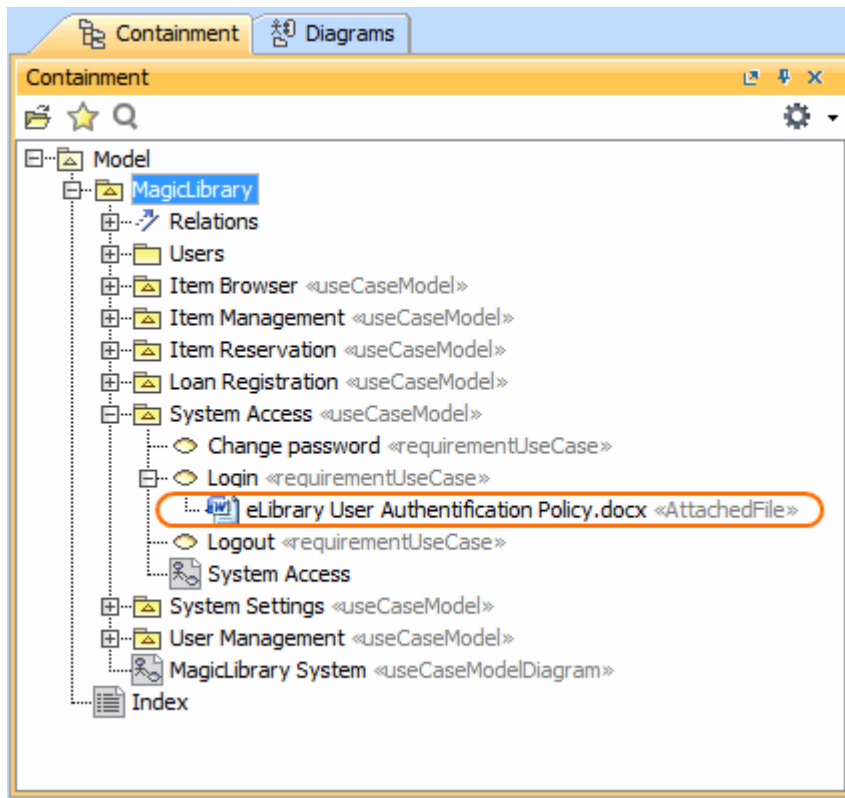 Containment Diagrams
Containment
Model
MagicLibrary
Relations
Users
Item Browser «useCaseModel»
Item Management «useCaseModel»
Item Reservation «useCaseModel»
Loan Registration «useCaseModel»
System Access «useCaseModel»
Change password «requirementUseCase»
Login «requirementUseCase»
eLibrary User Authentification Policy.docx «AttachedFile»
Logout «requirementUseCase»
System Access
System Settings «useCaseModel»
User Management «useCaseModel»
MagicLibrary System «useCaseModelDiagram»
Index